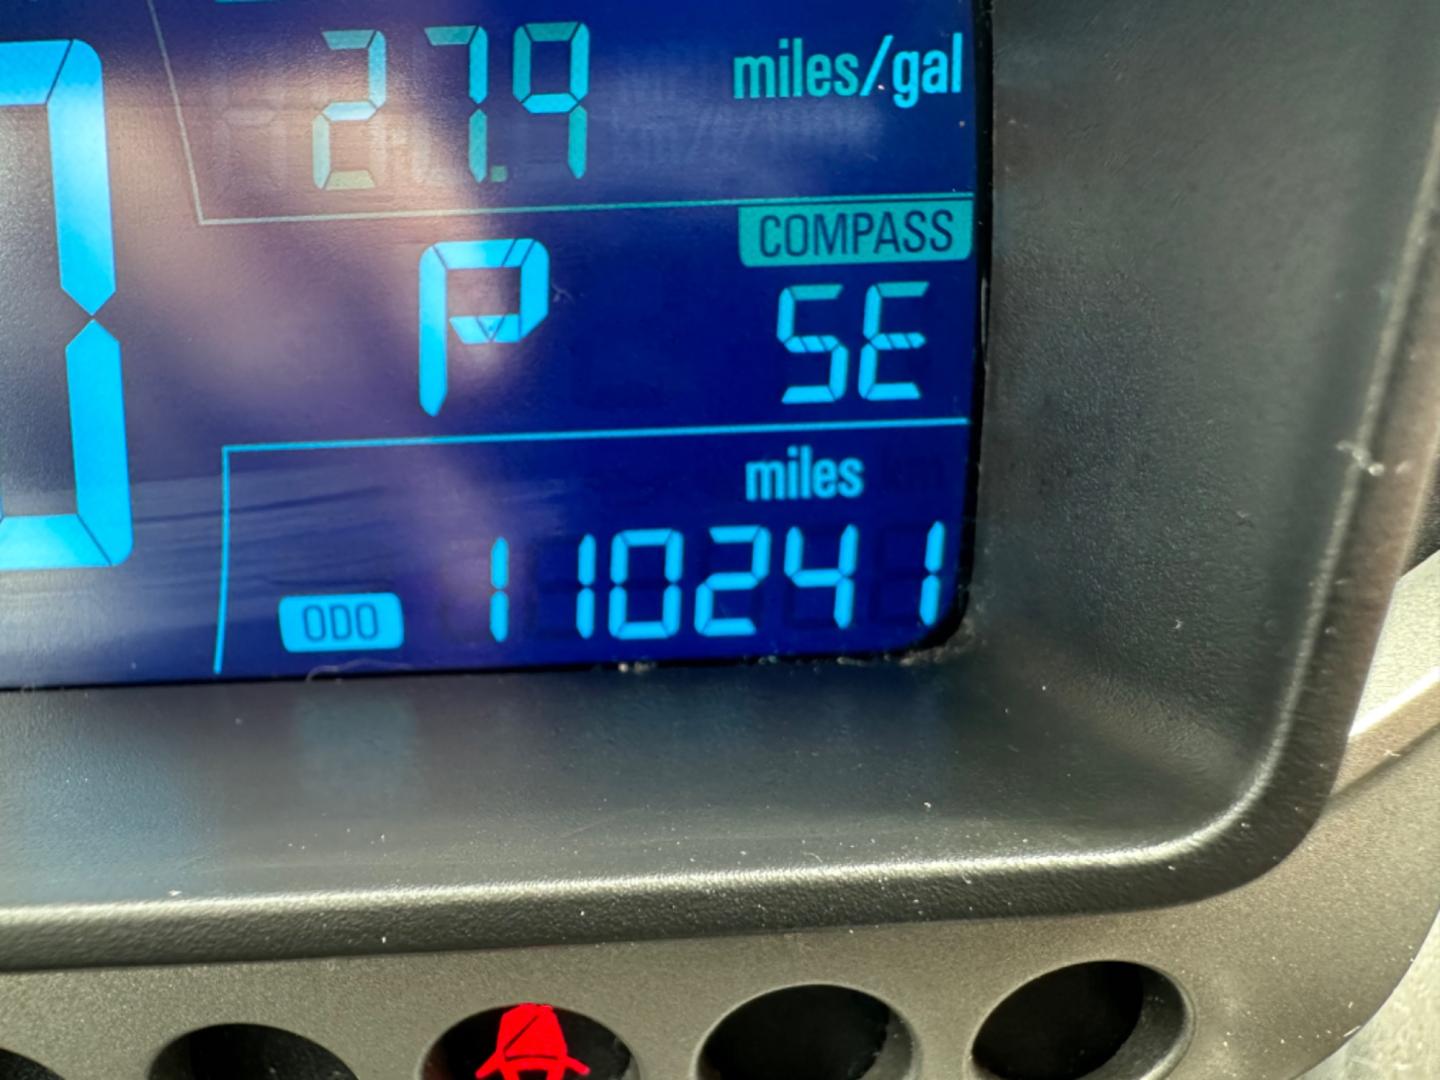 27.9 miles/gal
COMPASS
P SE
miles
ODO 110241